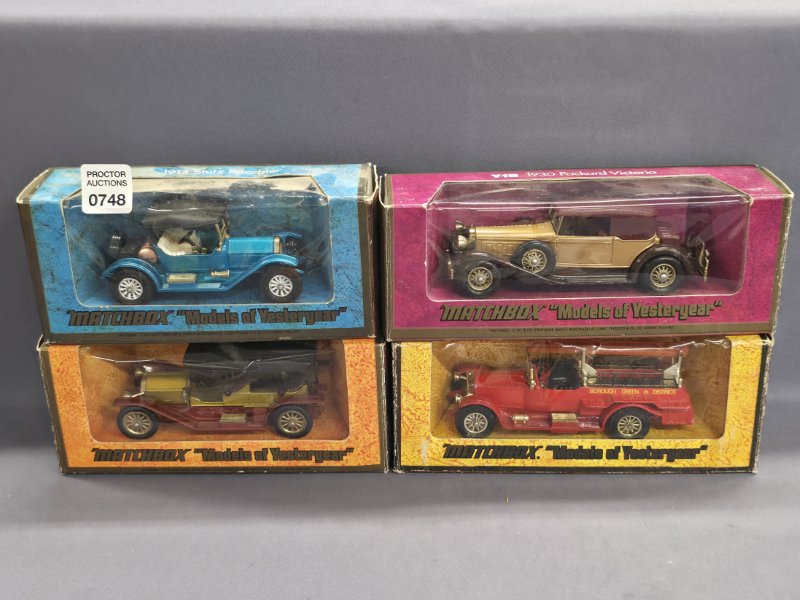 PROCTOR
AUCTIONS
0748
1914 Stutz Roadster
MATCHBOX "Models of Yesteryear"
Y-15 1930 Packard Victoria
MATCHBOX "Models of Yesteryear"
MATCHBOX "Models of Yesteryear"
BOROUGH GREEN & DISTRICT
MATCHBOX "Models of Yesteryear"